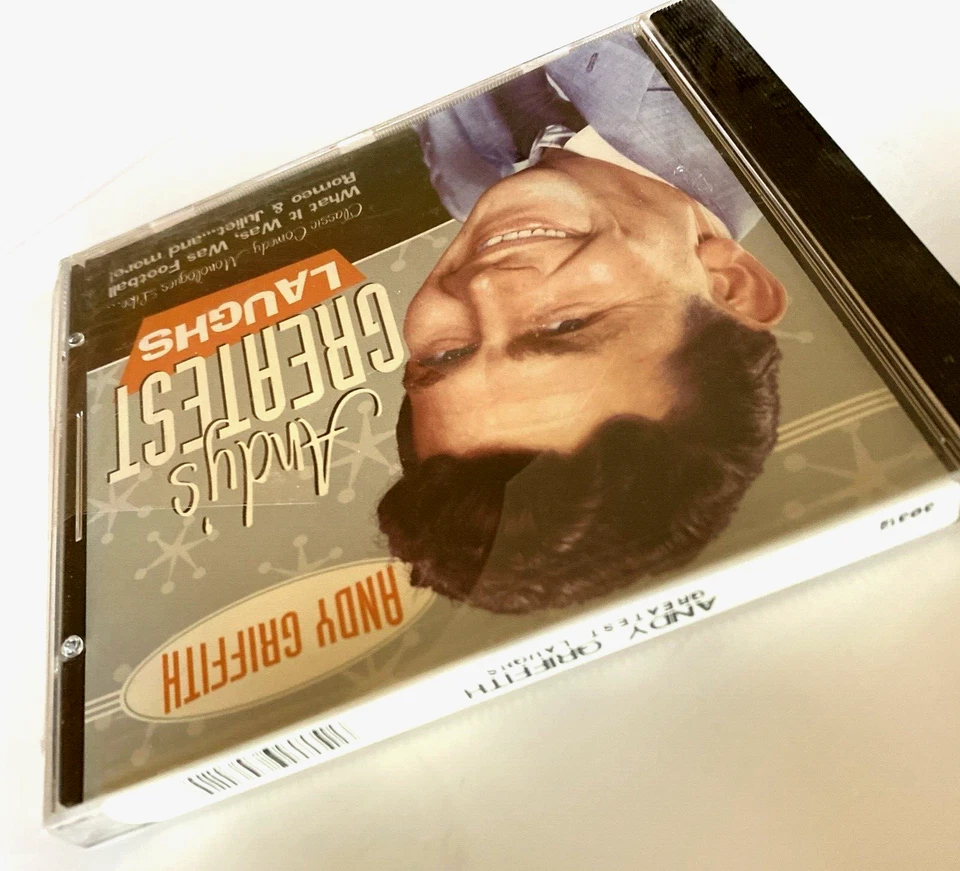 ANDY GRIFFITH
Andy's
GREATEST
LAUGHS
Classic Comedy Monologues Like...
What It Was, Was Football
Romeo & Juliet...and more!
ANDY GRIFFITH
GREATEST LAUGHS